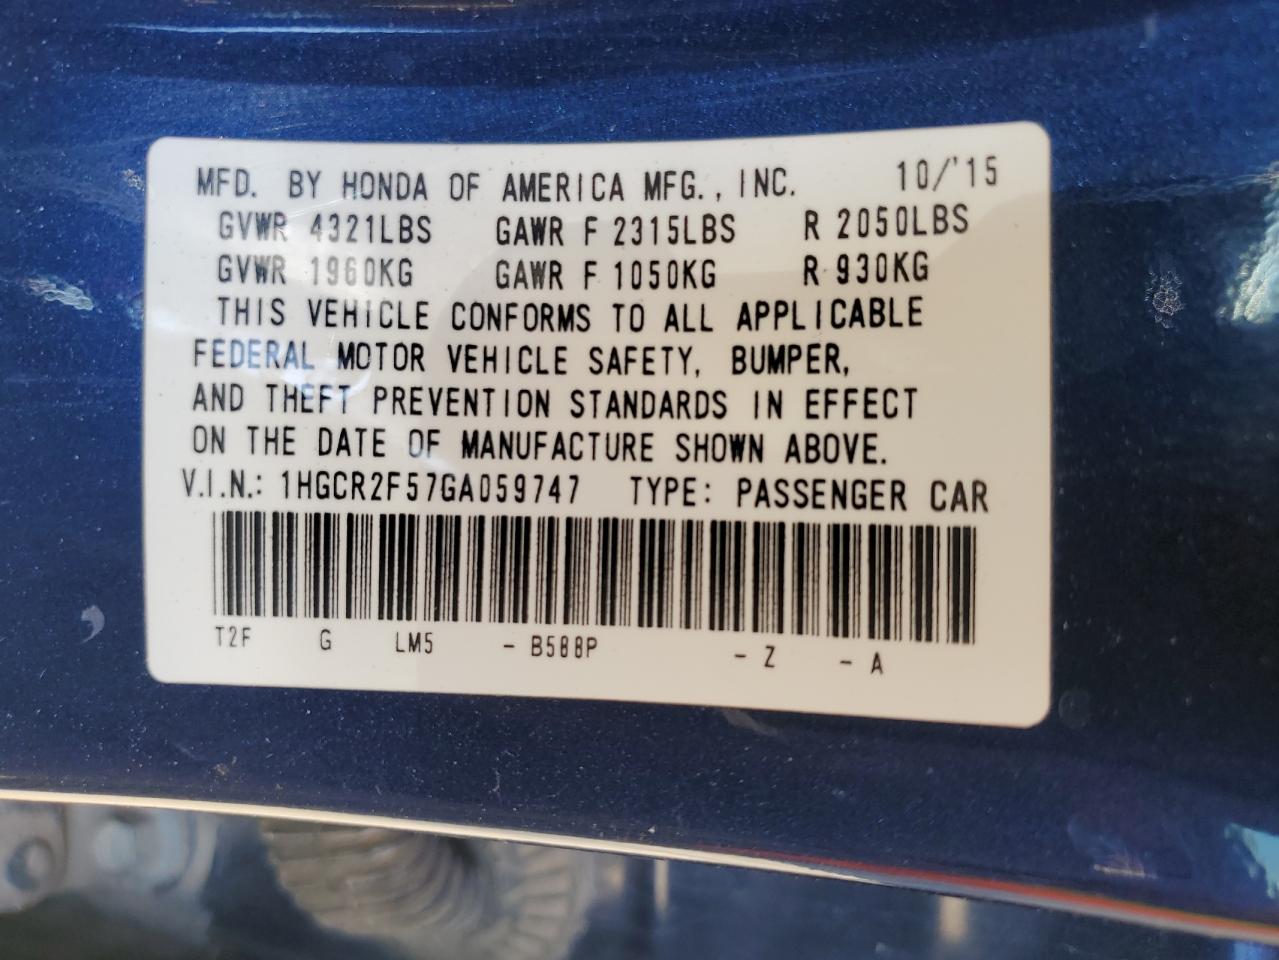 MFD. BY HONDA OF AMERICA MFG., INC. 10/'15
GVWR 4321LBS GAWR F 2315LBS R 2050LBS
GVWR 1960KG GAWR F 1050KG R 930KG
THIS VEHICLE CONFORMS TO ALL APPLICABLE
FEDERAL MOTOR VEHICLE SAFETY, BUMPER,
AND THEFT PREVENTION STANDARDS IN EFFECT
ON THE DATE OF MANUFACTURE SHOWN ABOVE.
V.I.N.: 1HGCR2F57GA059747 TYPE: PASSENGER CAR
T2F G LM5 - B588P - Z - A